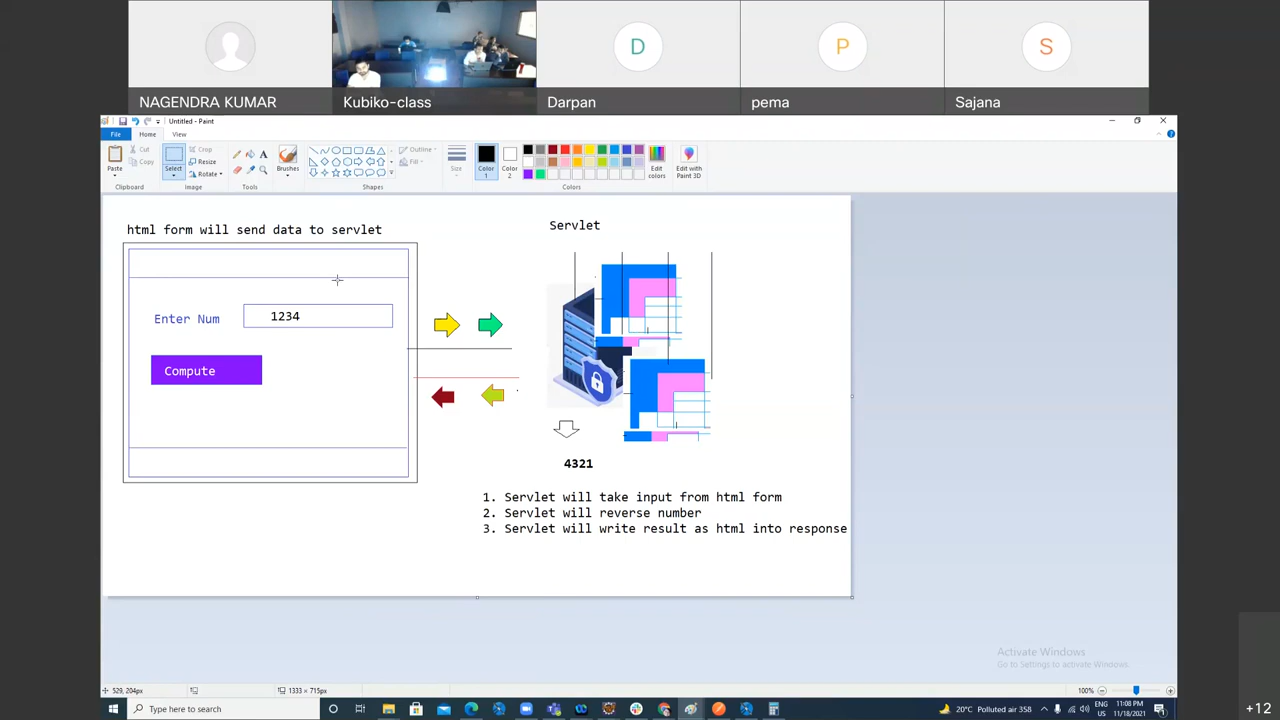 D
P
S
NAGENDRA KUMAR
Kubiko-class
Darpan
pema
Sajana
Untitled - Paint
File
Home
View
Paste
Cut
Copy
Clipboard
Select
Crop
Resize
Rotate
Image
Tools
Brushes
Outline
Fill
Shapes
Size
Color 1
Color 2
Edit colors
Edit with Paint 3D
Colors
html form will send data to servlet
Servlet
Enter Num
1234
Compute
4321
1. Servlet will take input from html form
2. Servlet will reverse number
3. Servlet will write result as html into response
Activate Windows
Go to Settings to activate Windows.
529, 204px
1333 × 715px
100%
Type here to search
20°C Polluted air 358
ENG
US
11:08 PM
11/18/2021
1
+12